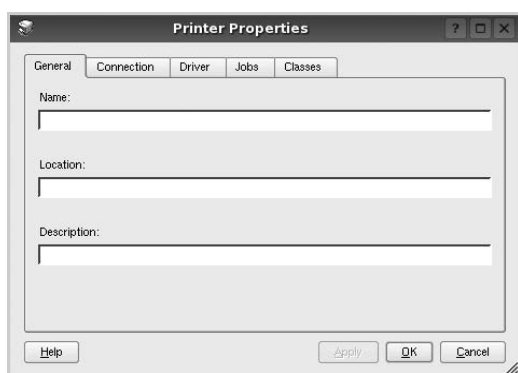 Printer Properties ?
General Connection Driver Jobs Classes
Name:
Location:
Description:
Help Apply OK Cancel